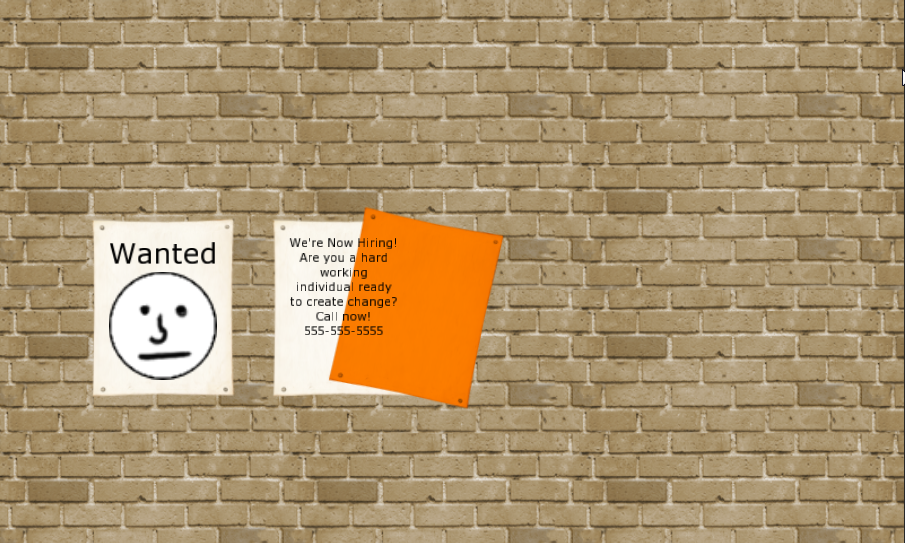 Wanted
We're Now Hiring!
Are you a hard
working
individual ready
to create change?
Call now!
555-555-5555